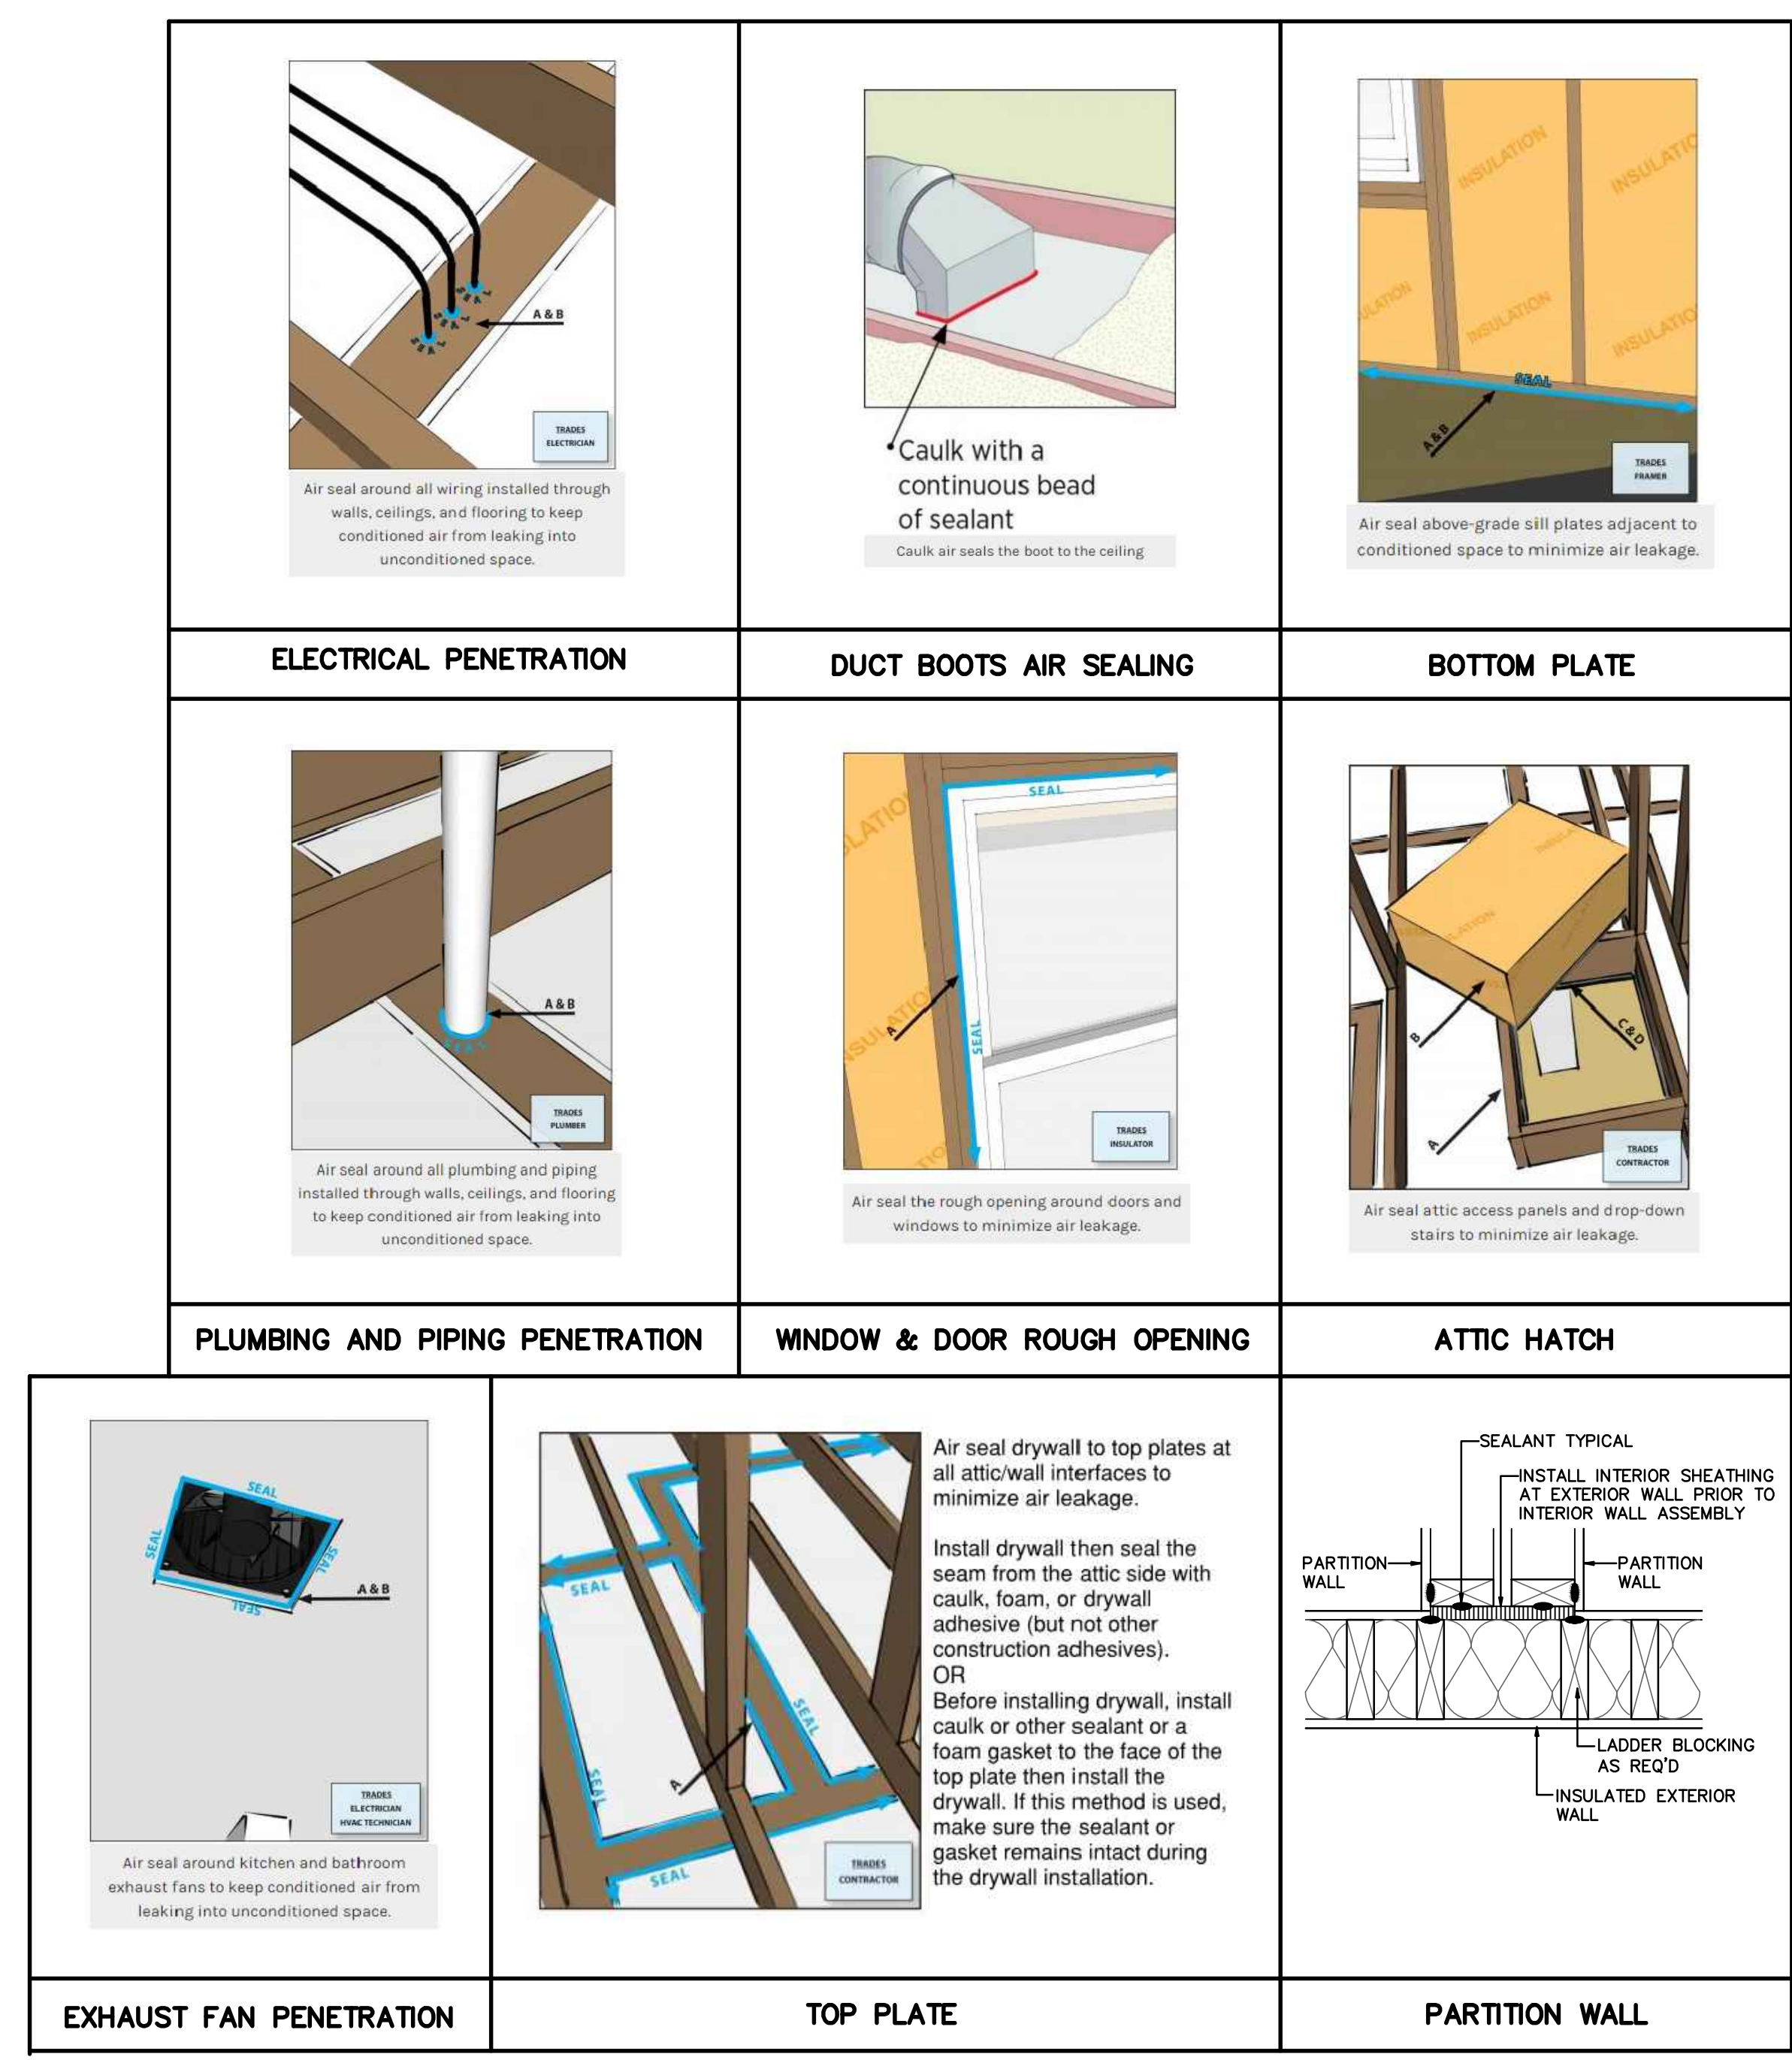 A & B
TRADES
ELECTRICIAN
Air seal around all wiring installed through
walls, ceilings, and flooring to keep
conditioned air from leaking into
unconditioned space.
ELECTRICAL PENETRATION
Caulk with a
continuous bead
of sealant
Caulk air seals the boot to the ceiling
DUCT BOOTS AIR SEALING
INSULATION
INSULATIO
ULATION
INSULATION
INSULATIO
SEAL
A & B
TRADES
FRAMER
Air seal above-grade sill plates adjacent to
conditioned space to minimize air leakage.
BOTTOM PLATE
A & B
SEAL
TRADES
PLUMBER
Air seal around all plumbing and piping
installed through walls, ceilings, and flooring
to keep conditioned air from leaking into
unconditioned space.
PLUMBING AND PIPING PENETRATION
SEAL
ULATIO
NSULATIO
A
SEAL
TIO
TRADES
INSULATOR
Air seal the rough opening around doors and
windows to minimize air leakage.
WINDOW & DOOR ROUGH OPENING
B
C & D
A
TRADES
CONTRACTOR
Air seal attic access panels and drop-down
stairs to minimize air leakage.
ATTIC HATCH
SEAL
SEAL
SEAL
SEAL
A & B
TRADES
ELECTRICIAN
HVAC TECHNICIAN
Air seal around kitchen and bathroom
exhaust fans to keep conditioned air from
leaking into unconditioned space.
EXHAUST FAN PENETRATION
SEAL
SEAL
SEAL
A
SEAL
TRADES
CONTRACTOR
Air seal drywall to top plates at
all attic/wall interfaces to
minimize air leakage.
Install drywall then seal the
seam from the attic side with
caulk, foam, or drywall
adhesive (but not other
construction adhesives).
OR
Before installing drywall, install
caulk or other sealant or a
foam gasket to the face of the
top plate then install the
drywall. If this method is used,
make sure the sealant or
gasket remains intact during
the drywall installation.
TOP PLATE
SEALANT TYPICAL
INSTALL INTERIOR SHEATHING
AT EXTERIOR WALL PRIOR TO
INTERIOR WALL ASSEMBLY
PARTITION
WALL
PARTITION
WALL
LADDER BLOCKING
AS REQ'D
INSULATED EXTERIOR
WALL
PARTITION WALL